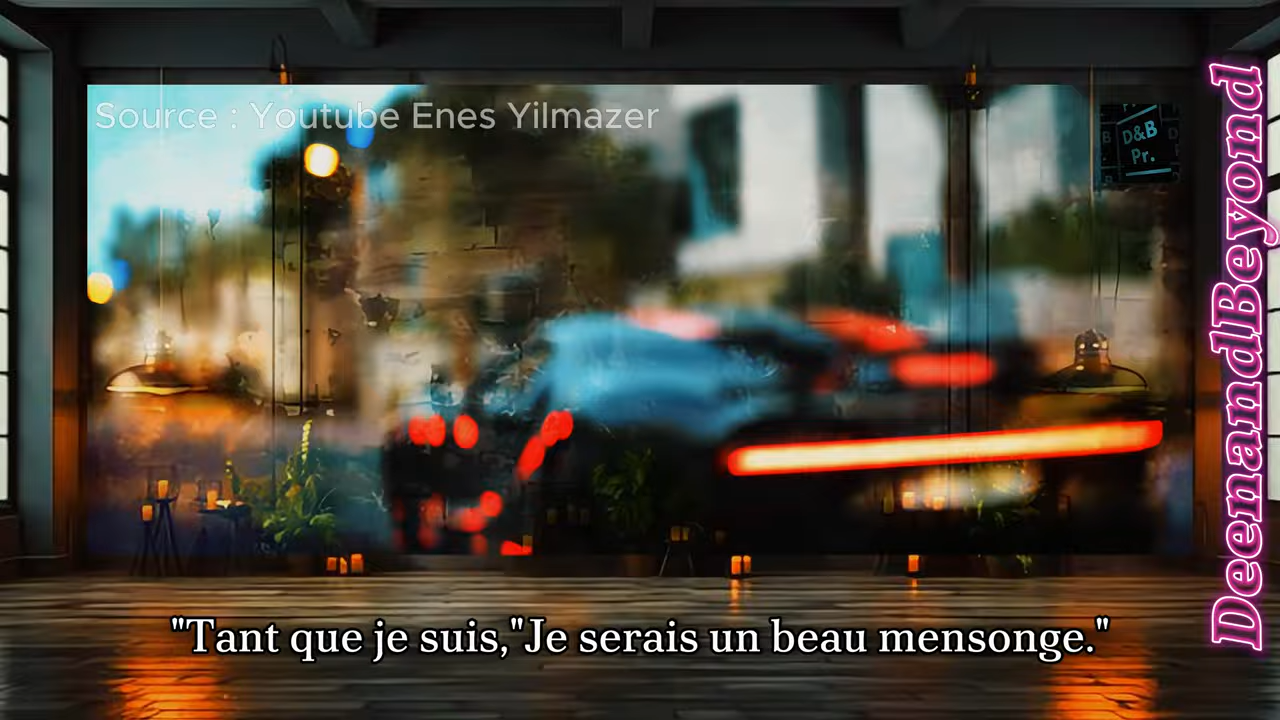 Source : Youtube Enes Yilmazer
D&B
Pr.
DeenandBeyond
"Tant que je suis,"Je serais un beau mensonge."